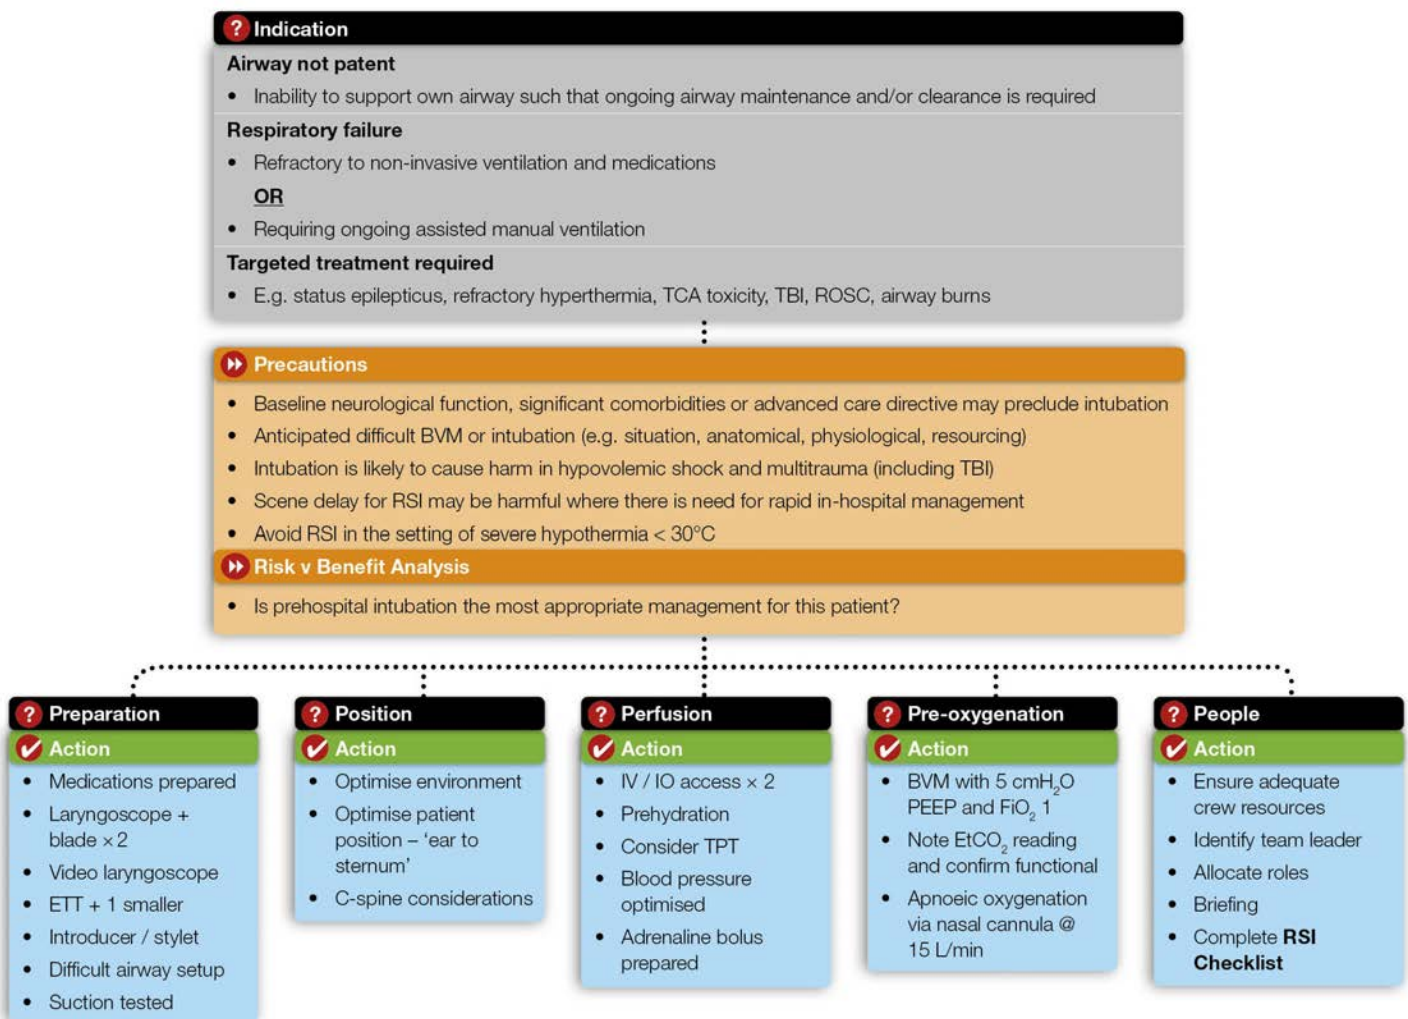 Indication
Airway not patent
• Inability to support own airway such that ongoing airway maintenance and/or clearance is required
Respiratory failure
• Refractory to non-invasive ventilation and medications
OR
• Requiring ongoing assisted manual ventilation
Targeted treatment required
• E.g. status epilepticus, refractory hyperthermia, TCA toxicity, TBI, ROSC, airway burns
Precautions
• Baseline neurological function, significant comorbidities or advanced care directive may preclude intubation
• Anticipated difficult BVM or intubation (e.g. situation, anatomical, physiological, resourcing)
• Intubation is likely to cause harm in hypovolemic shock and multitrauma (including TBI)
• Scene delay for RSI may be harmful where there is need for rapid in-hospital management
• Avoid RSI in the setting of severe hypothermia < 30°C
Risk v Benefit Analysis
• Is prehospital intubation the most appropriate management for this patient?
Preparation
Action
• Medications prepared
• Laryngoscope +
blade × 2
• Video laryngoscope
• ETT + 1 smaller
• Introducer / stylet
• Difficult airway setup
• Suction tested
Position
Action
• Optimise environment
• Optimise patient
position – ‘ear to
sternum’
• C-spine considerations
Perfusion
Action
• IV / IO access × 2
• Prehydration
• Consider TPT
• Blood pressure
optimised
• Adrenaline bolus
prepared
Pre-oxygenation
Action
• BVM with 5 cmH₂O
PEEP and FiO₂ 1
• Note EtCO₂ reading
and confirm functional
• Apnoeic oxygenation
via nasal cannula @
15 L/min
People
Action
• Ensure adequate
crew resources
• Identify team leader
• Allocate roles
• Briefing
• Complete RSI
Checklist